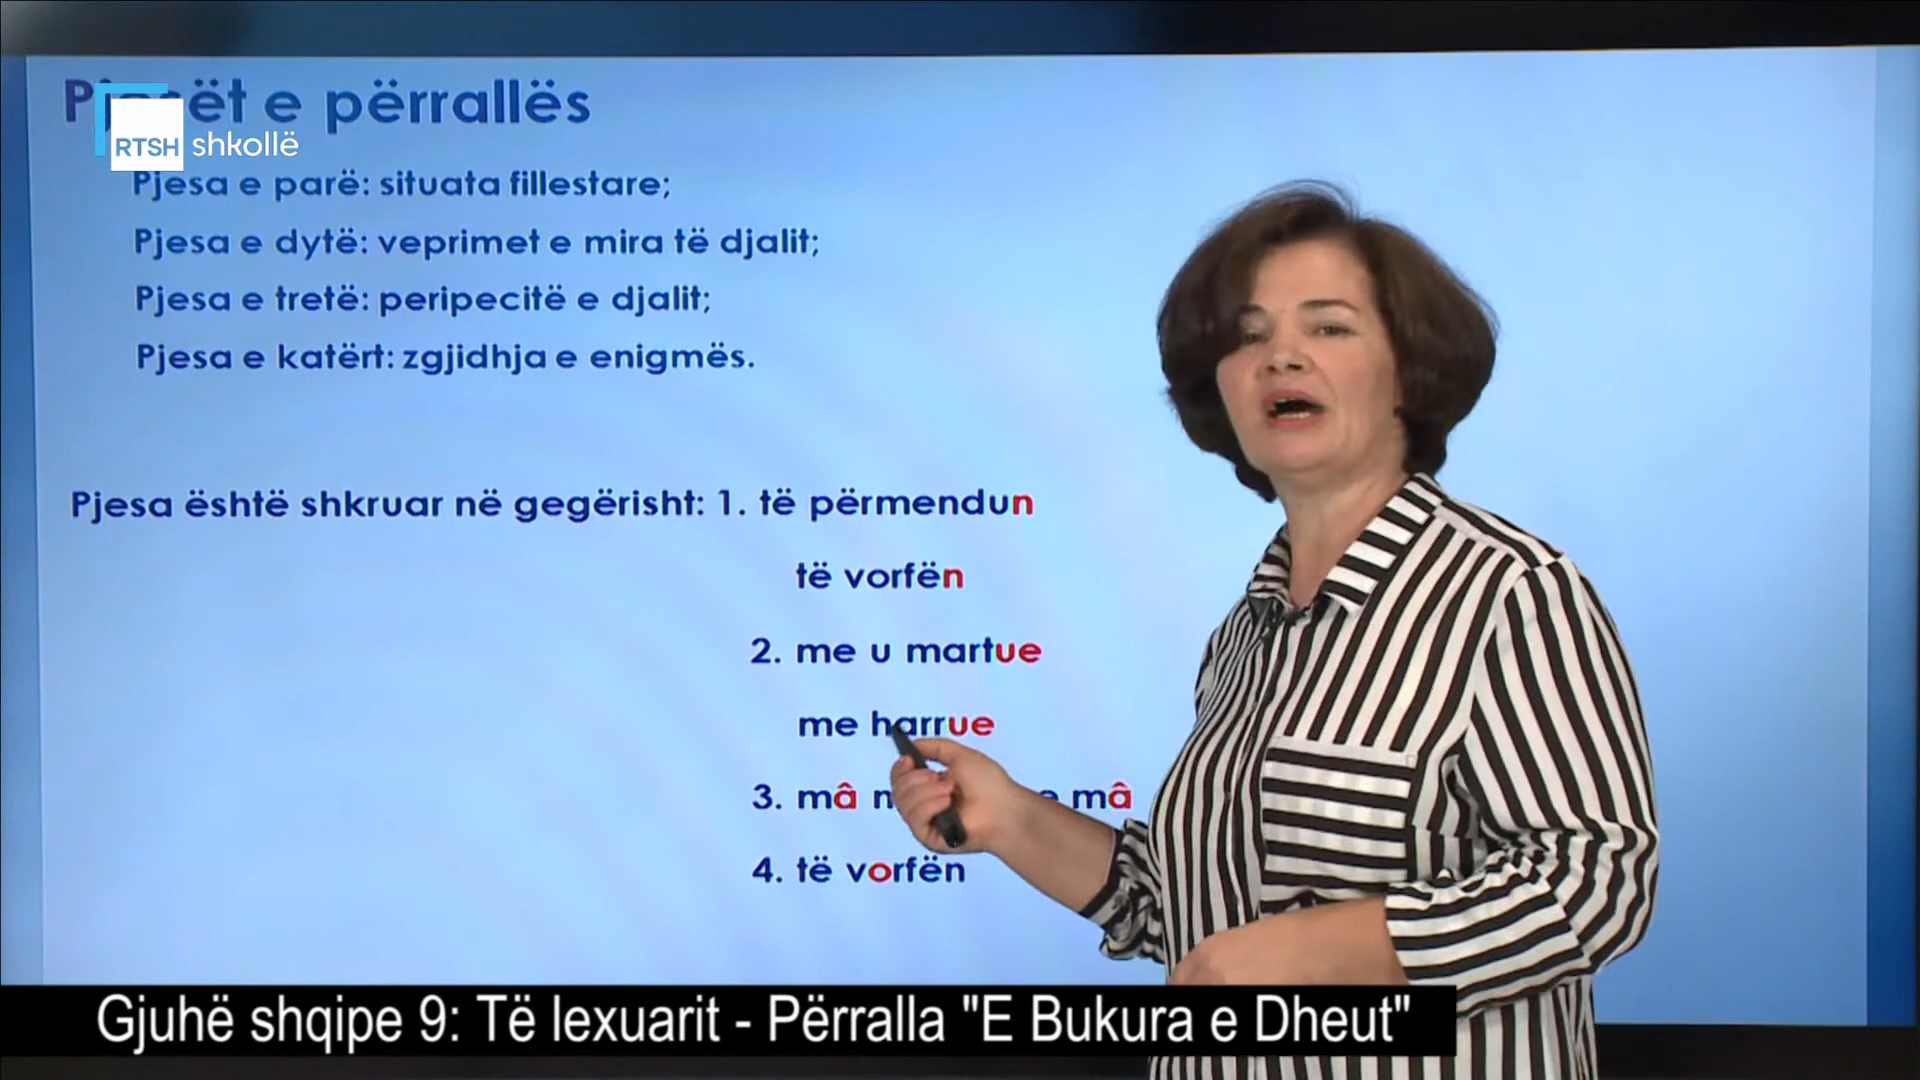 e përrallës
RTSH shkollë
Pjesa e parë: situata fillestare;
Pjesa e dytë: veprimet e mira të djalit;
Pjesa e tretë: peripecitë e djalit;
Pjesa e katërt: zgjidhja e enigmës.
Pjesa është shkruar në gegërisht: 1. të përmendun
të vorfën
2. me u martue
me harrue
3. mâ mâ
4. të vorfën
Gjuhë shqipe 9: Të lexuarit - Përralla "E Bukura e Dheut"